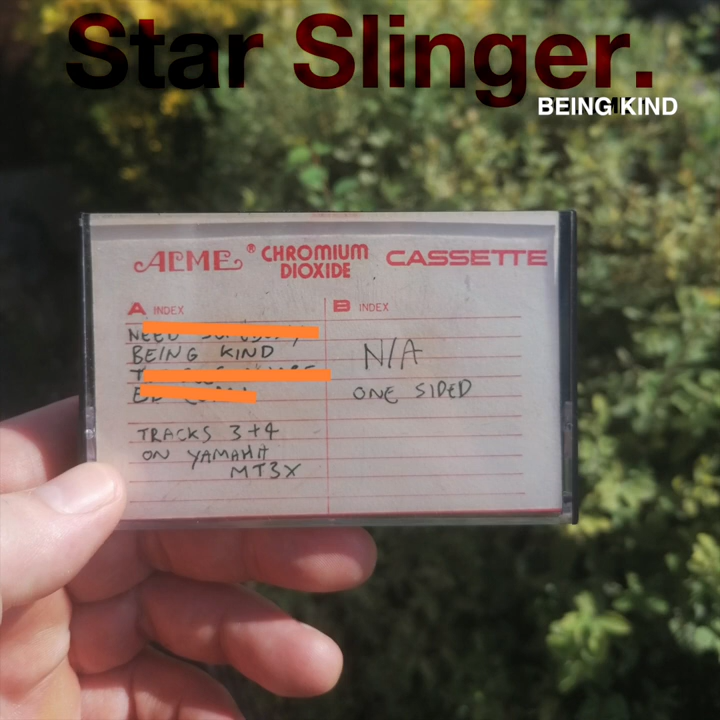 Star Slinger.
BEING KIND
ACME ® CHROMIUM DIOXIDE CASSETTE
A INDEX
BEING KIND
TRACKS 3+4
ON YAMAHA
MT3X
B INDEX
N/A
ONE SIDED